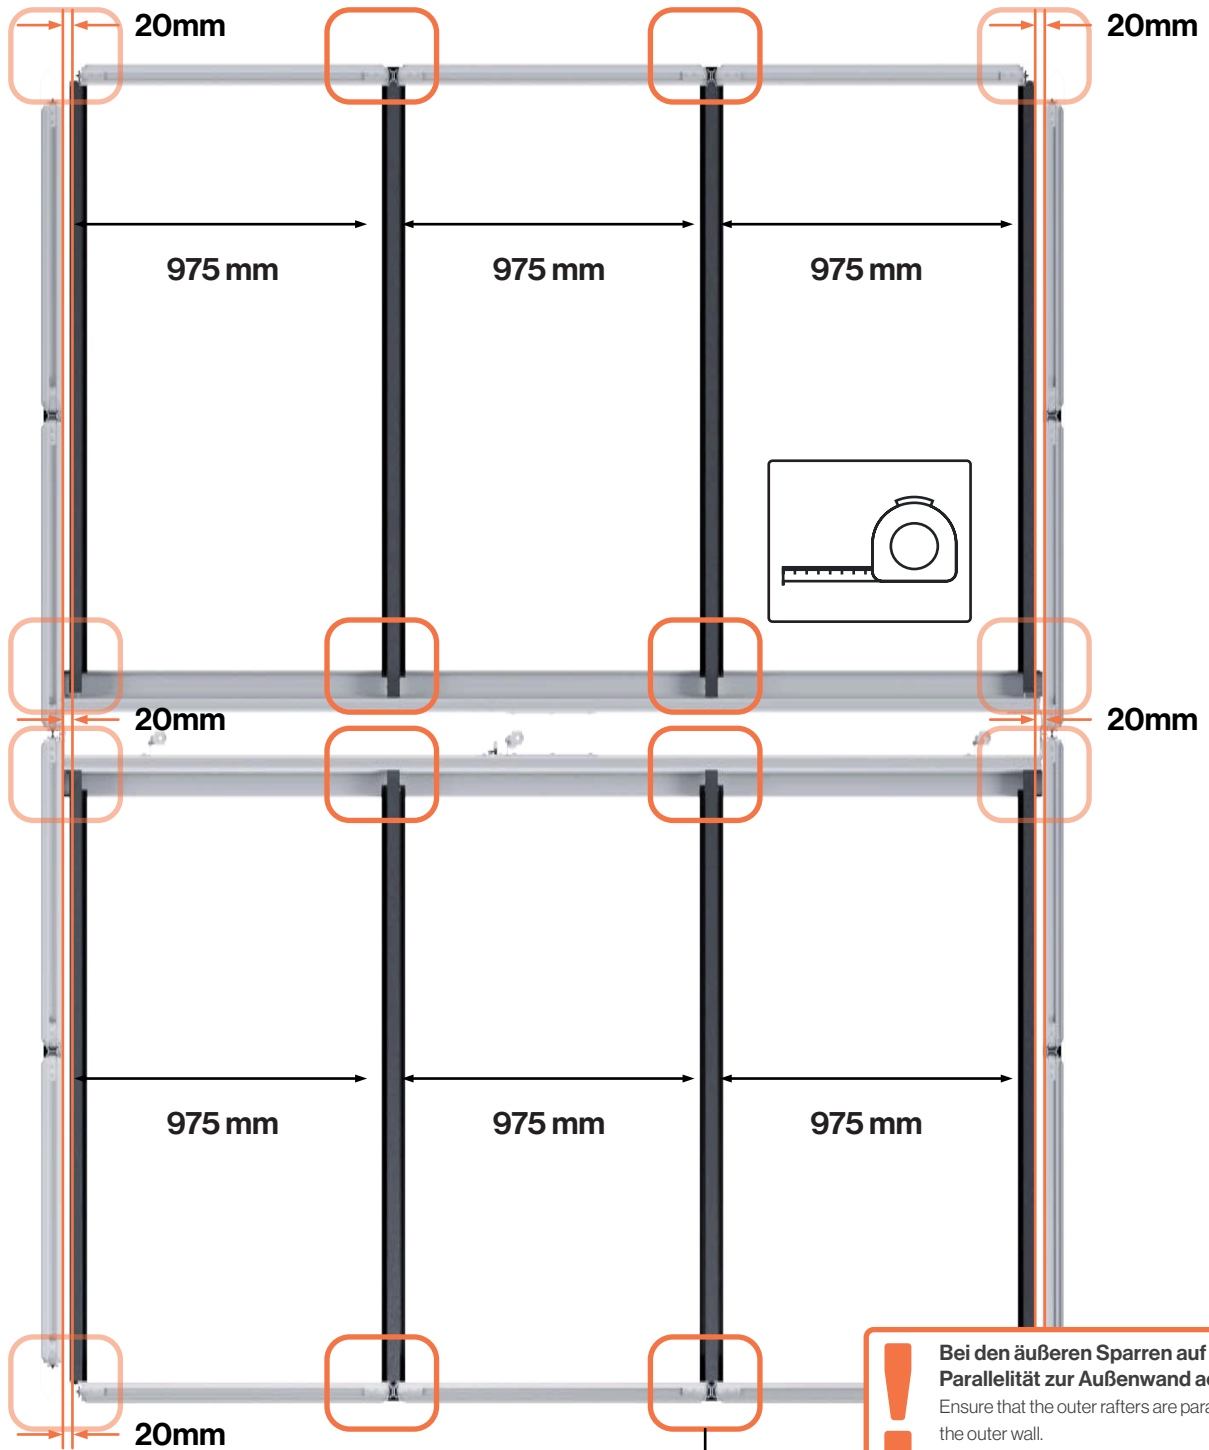 20mm
20mm
975 mm
975 mm
975 mm
20mm
20mm
975 mm
975 mm
975 mm
Bei den äußeren Sparren auf
Parallelität zur Außenwand
Ensure that the outer rafters are
the outer wall.
20mm